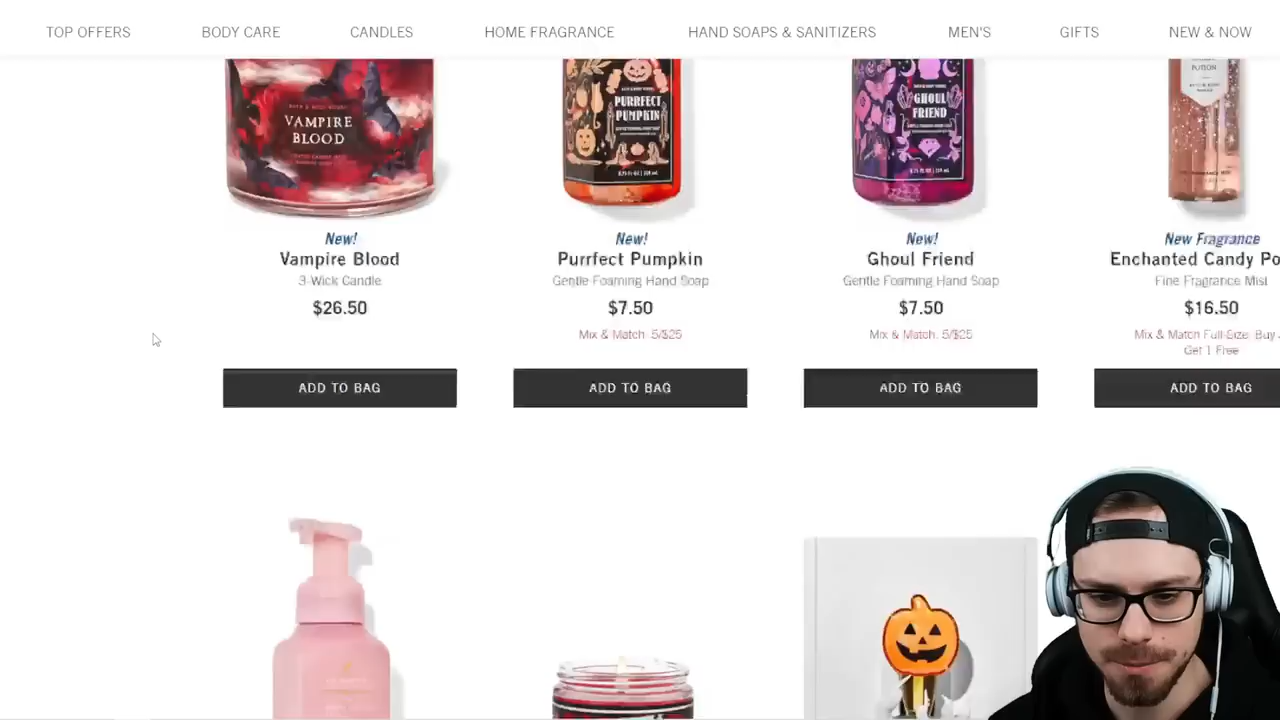 TOP OFFERS BODY CARE CANDLES HOME FRAGRANCE HAND SOAPS & SANITIZERS MEN'S GIFTS NEW & NOW
VAMPIRE
BLOOD
PURRFECT
PUMPKIN
GHOUL
FRIEND
POTION
New! New! New! New Fragrance
Vampire Blood Purrfect Pumpkin Ghoul Friend Enchanted Candy Po
3-Wick Candle Gentle Foaming Hand Soap Gentle Foaming Hand Soap Fine Fragrance Mist
$26.50 $7.50 $7.50 $16.50
Mix & Match: 5/$25 Mix & Match: 5/$25 Mix & Match Full-Size: Buy
Get 1 Free
ADD TO BAG ADD TO BAG ADD TO BAG ADD TO BAG